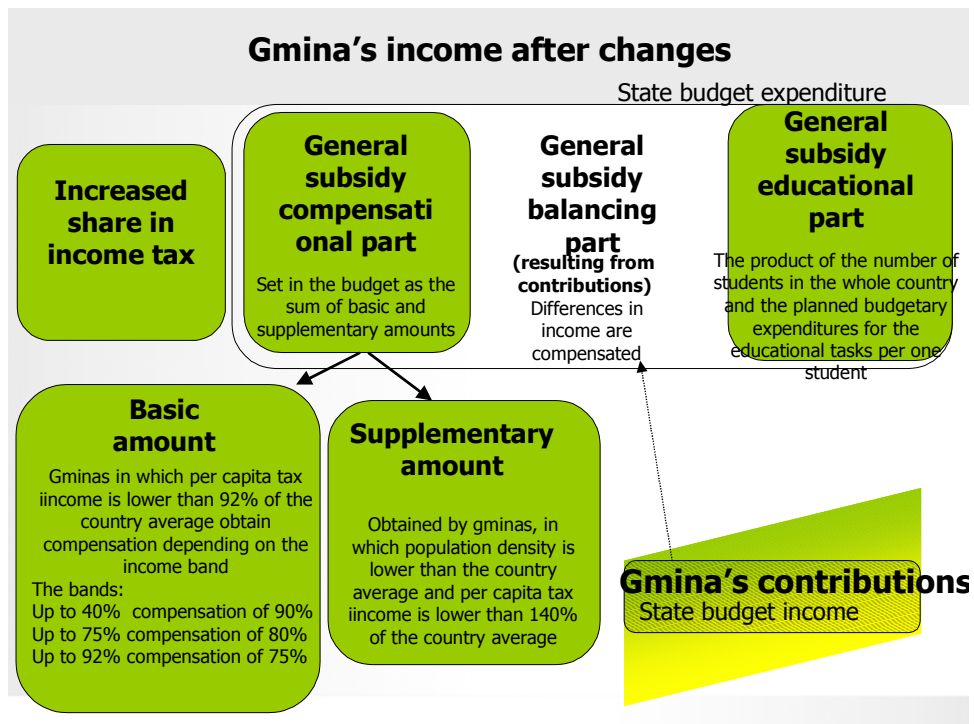 Gmina’s income after changes
State budget expenditure
Increased
share in
income tax
General
subsidy
compensati
onal part
Set in the budget as the
sum of basic and
supplementary amounts
General
subsidy
balancing
part
(resulting from
contributions)
Differences in
income are
compensated
General
subsidy
educational
part
The product of the number of
students in the whole country
and the planned budgetary
expenditures for the
educational tasks per one
student
Basic
amount
Gminas in which per capita tax
iincome is lower than 92% of the
country average obtain
compensation depending on the
income band
The bands:
Up to 40% compensation of 90%
Up to 75% compensation of 80%
Up to 92% compensation of 75%
Supplementary
amount
Obtained by gminas, in
which population density is
lower than the country
average and per capita tax
iincome is lower than 140%
of the country average
Gmina’s contributions
State budget income